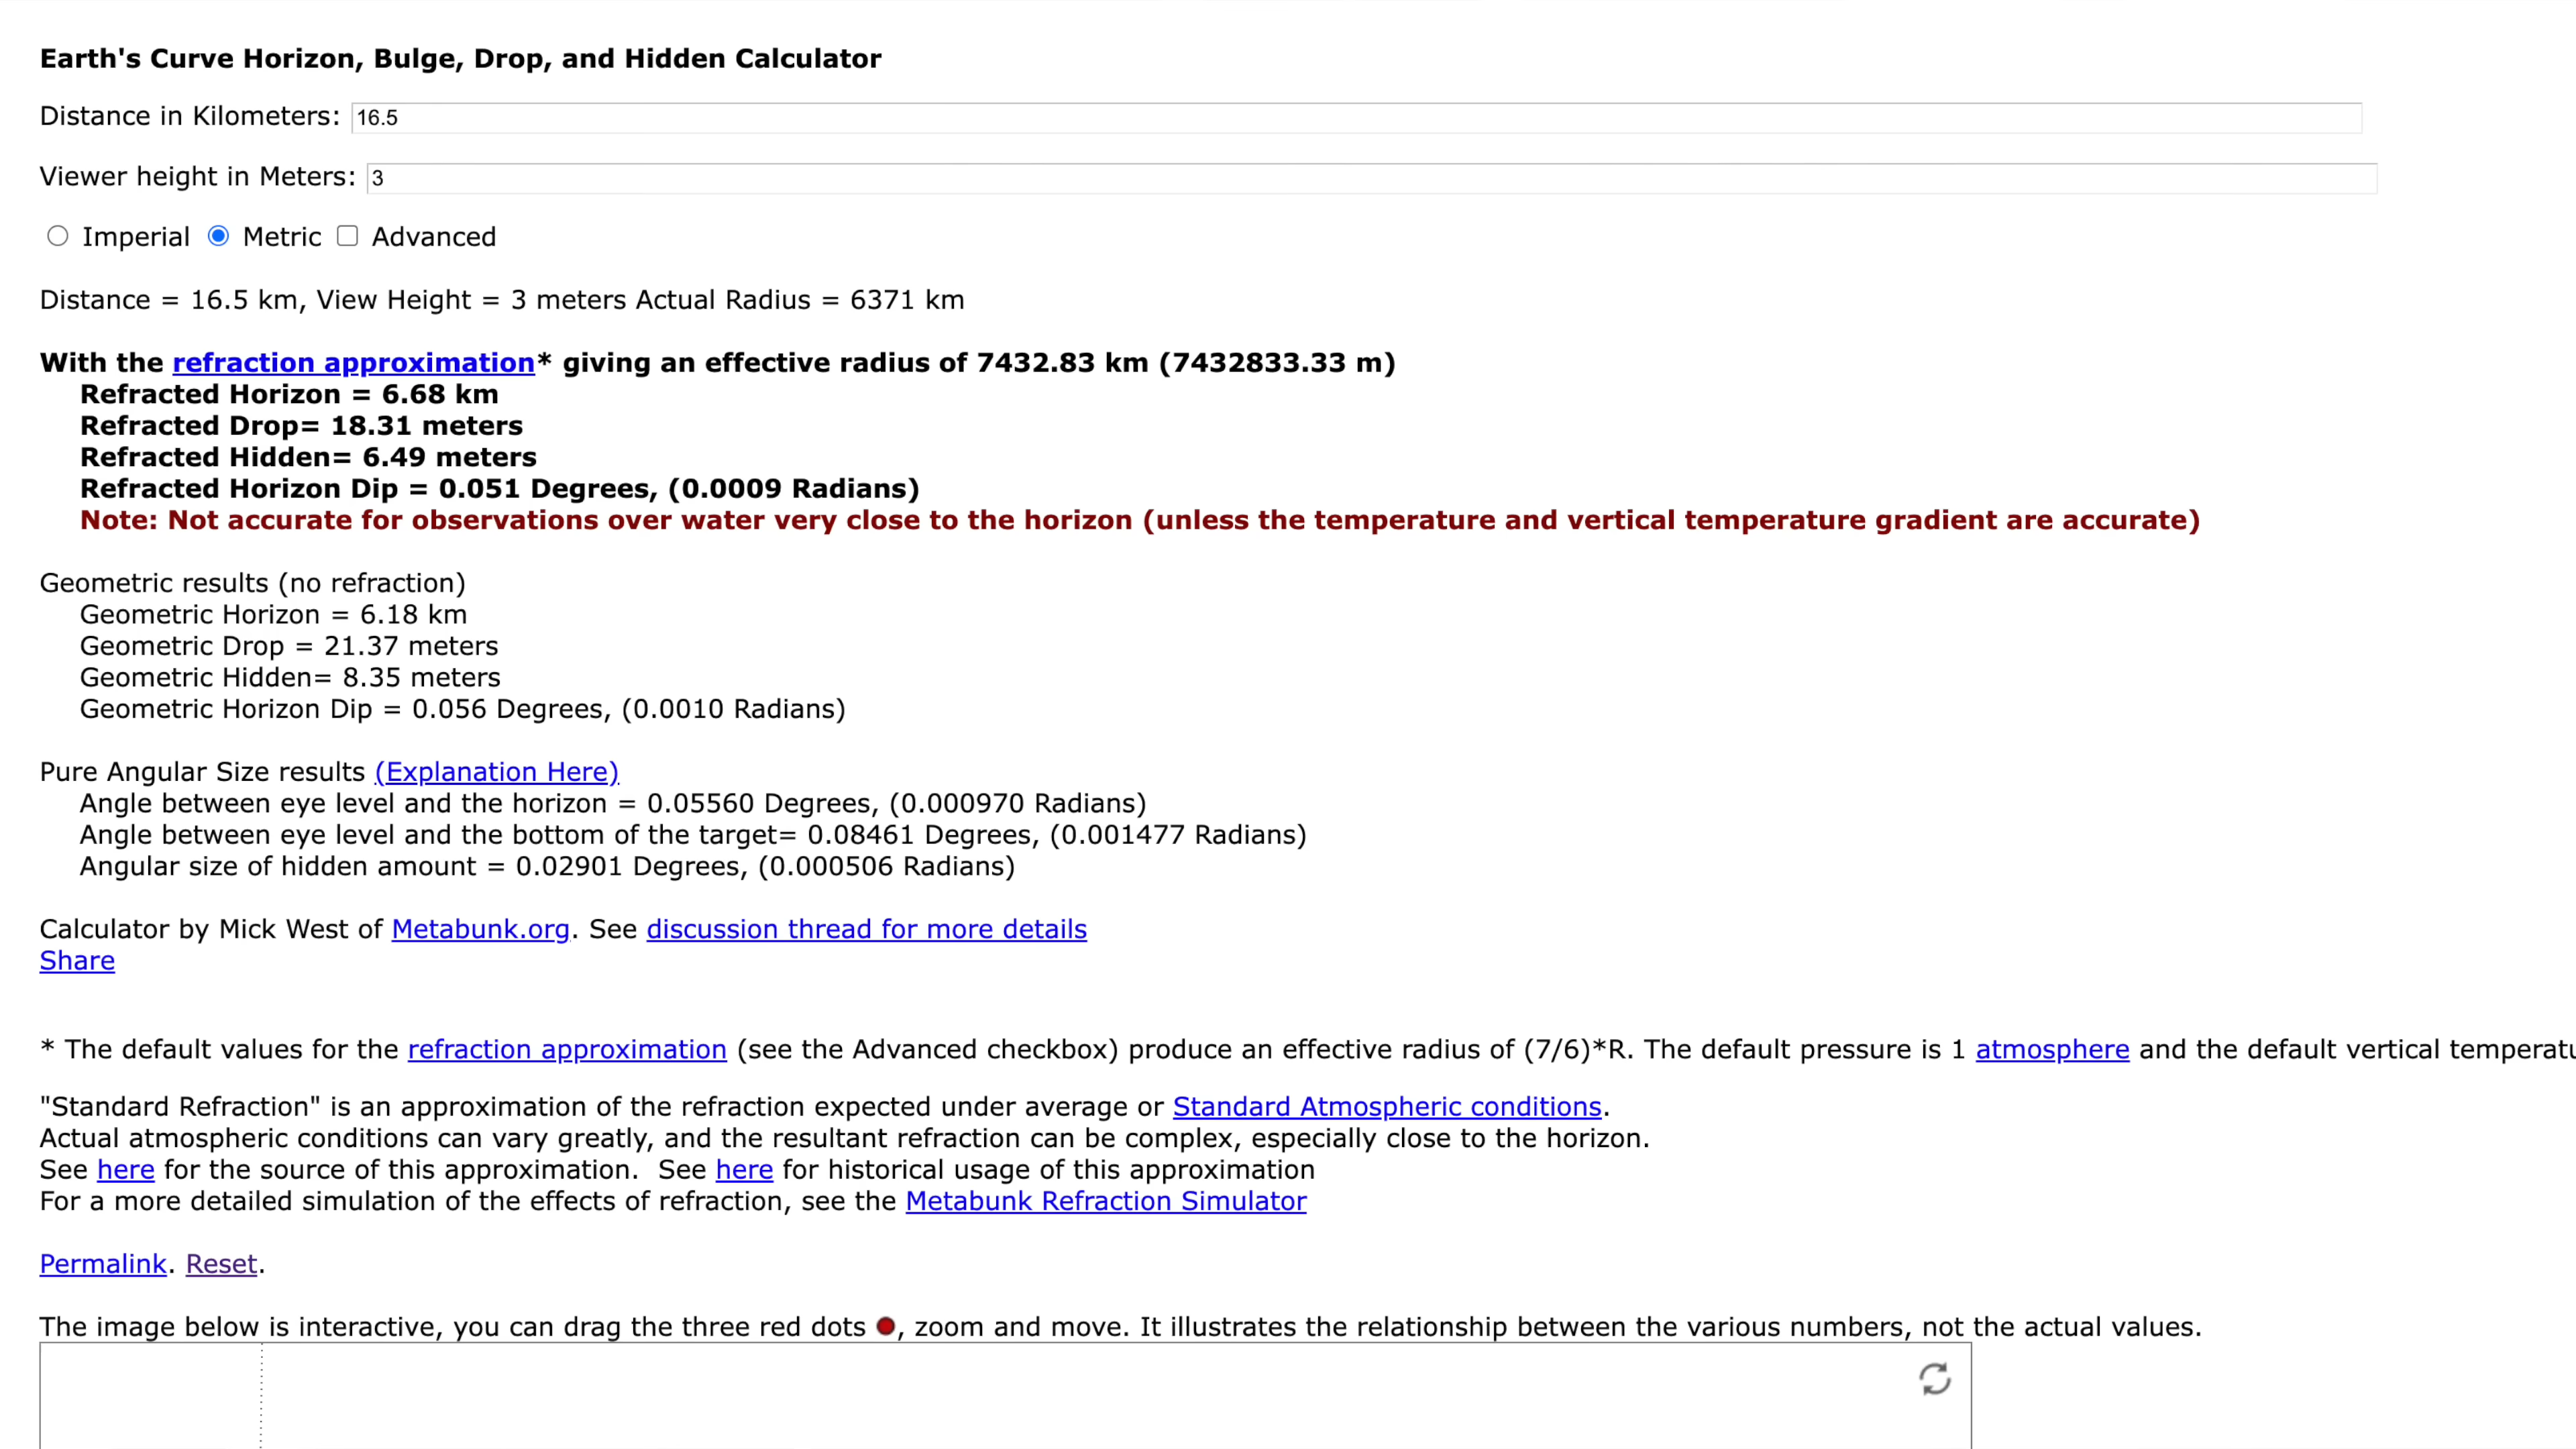 Earth's Curve Horizon, Bulge, Drop, and Hidden Calculator
Distance in Kilometers: 16.5
Viewer height in Meters: 3
Imperial Metric Advanced
Distance = 16.5 km, View Height = 3 meters Actual Radius = 6371 km
With the refraction approximation* giving an effective radius of 7432.83 km (7432833.33 m)
Refracted Horizon = 6.68 km
Refracted Drop= 18.31 meters
Refracted Hidden= 6.49 meters
Refracted Horizon Dip = 0.051 Degrees, (0.0009 Radians)
Note: Not accurate for observations over water very close to the horizon (unless the temperature and vertical temperature gradient are accurate)
Geometric results (no refraction)
Geometric Horizon = 6.18 km
Geometric Drop = 21.37 meters
Geometric Hidden= 8.35 meters
Geometric Horizon Dip = 0.056 Degrees, (0.0010 Radians)
Pure Angular Size results (Explanation Here)
Angle between eye level and the horizon = 0.05560 Degrees, (0.000970 Radians)
Angle between eye level and the bottom of the target= 0.08461 Degrees, (0.001477 Radians)
Angular size of hidden amount = 0.02901 Degrees, (0.000506 Radians)
Calculator by Mick West of Metabunk.org. See discussion thread for more details
Share
* The default values for the refraction approximation (see the Advanced checkbox) produce an effective radius of (7/6)*R. The default pressure is 1 atmosphere and the default vertical
"Standard Refraction" is an approximation of the refraction expected under average or Standard Atmospheric conditions.
Actual atmospheric conditions can vary greatly, and the resultant refraction can be complex, especially close to the horizon.
See here for the source of this approximation.  See here for historical usage of this approximation
For a more detailed simulation of the effects of refraction, see the Metabunk Refraction Simulator
Permalink. Reset.
The image below is interactive, you can drag the three red dots , zoom and move. It illustrates the relationship between the various numbers, not the actual values.